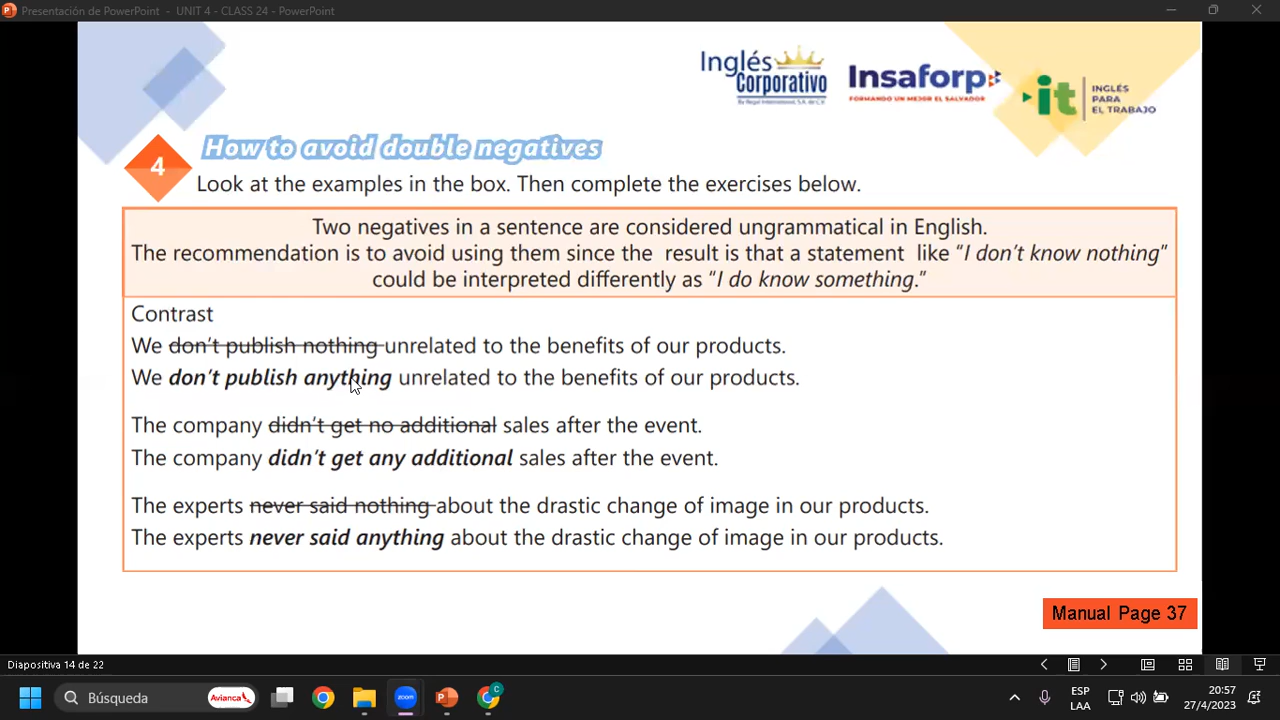 Presentación de PowerPoint - UNIT 4 - CLASS 24 - PowerPoint
Inglés
Corporativo
By Regal International, S.A. de C.V.
Insaforp
FORMANDO UN MEJOR EL SALVADOR
it
INGLÉS
PARA
EL TRABAJO
4
How to avoid double negatives
Look at the examples in the box. Then complete the exercises below.
Two negatives in a sentence are considered ungrammatical in English.
The recommendation is to avoid using them since the result is that a statement like “I don’t know nothing”
could be interpreted differently as “I do know something.”
Contrast
We don’t publish nothing unrelated to the benefits of our products.
We don’t publish anything unrelated to the benefits of our products.
The company didn’t get no additional sales after the event.
The company didn’t get any additional sales after the event.
The experts never said nothing about the drastic change of image in our products.
The experts never said anything about the drastic change of image in our products.
Manual Page 37
Diapositiva 14 de 22
Búsqueda
Avianca
zoom
C
ESP
LAA
20:57
27/4/2023